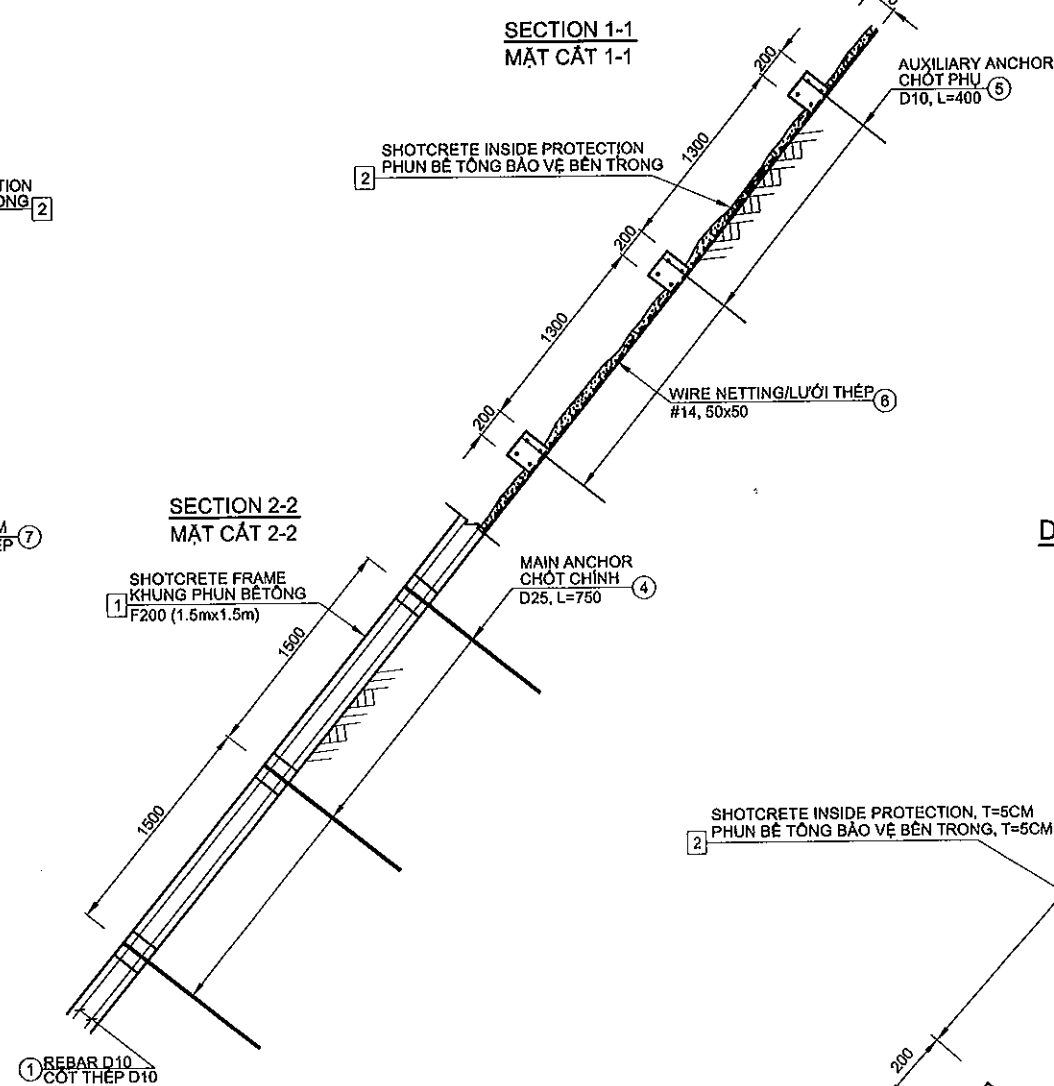 SECTION 1-1
MẶT CẮT 1-1
200
AUXILIARY ANCHOR
CHỐT PHỤ
D10, L=400
5
1300
SHOTCRETE INSIDE PROTECTION
PHUN BÊ TÔNG BẢO VỆ BÊN TRONG
2
2
200
1300
WIRE NETTING/LƯỚI THÉP
#14, 50x50
6
200
SECTION 2-2
MẶT CẮT 2-2
7
D
SHOTCRETE FRAME
KHUNG PHUN BÊTÔNG
F200 (1.5mx1.5m)
1
MAIN ANCHOR
CHỐT CHÍNH
D25, L=750
4
1500
1500
SHOTCRETE INSIDE PROTECTION, T=5CM
PHUN BÊ TÔNG BẢO VỆ BÊN TRONG, T=5CM
2
200
1
REBAR D10
CỐT THÉP D10